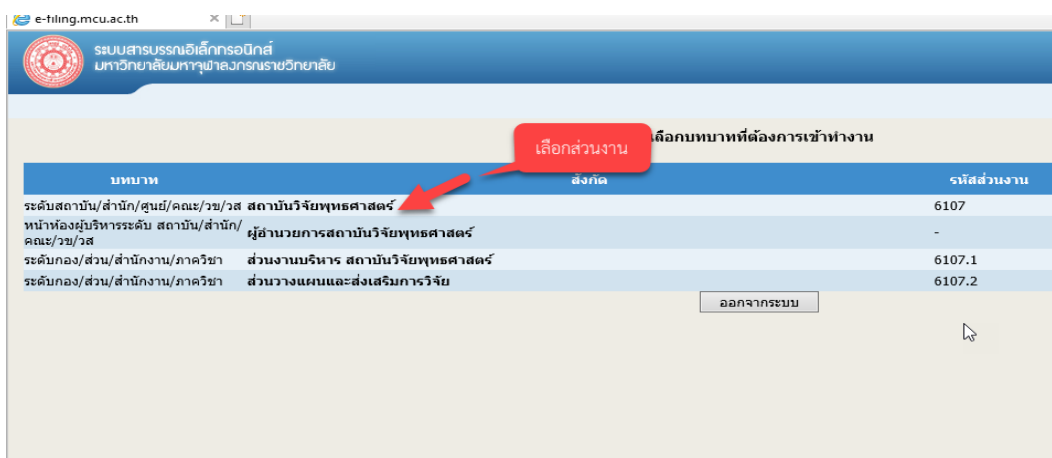 e-filing.mcu.ac.th
ระบบสารบรรณอิเล็กทรอนิกส์
มหาวิทยาลัยมหาจุฬาลงกรณราชวิทยาลัย
เลือกส่วนงาน
เลือกบทบาทที่ต้องการเข้าทำงาน
บทบาท สังกัด รหัสส่วนงาน
ระดับสถาบัน/สำนัก/ศูนย์/คณะ/วข/วส สถาบันวิจัยพุทธศาสตร์ 6107
หน้าห้องผู้บริหารระดับ สถาบัน/สำนัก/
คณะ/วข/วส ผู้อำนวยการสถาบันวิจัยพุทธศาสตร์ -
ระดับกอง/ส่วน/สำนักงาน/ภาควิชา ส่วนงานบริหาร สถาบันวิจัยพุทธศาสตร์ 6107.1
ระดับกอง/ส่วน/สำนักงาน/ภาควิชา ส่วนวางแผนและส่งเสริมการวิจัย 6107.2
ออกจากระบบ